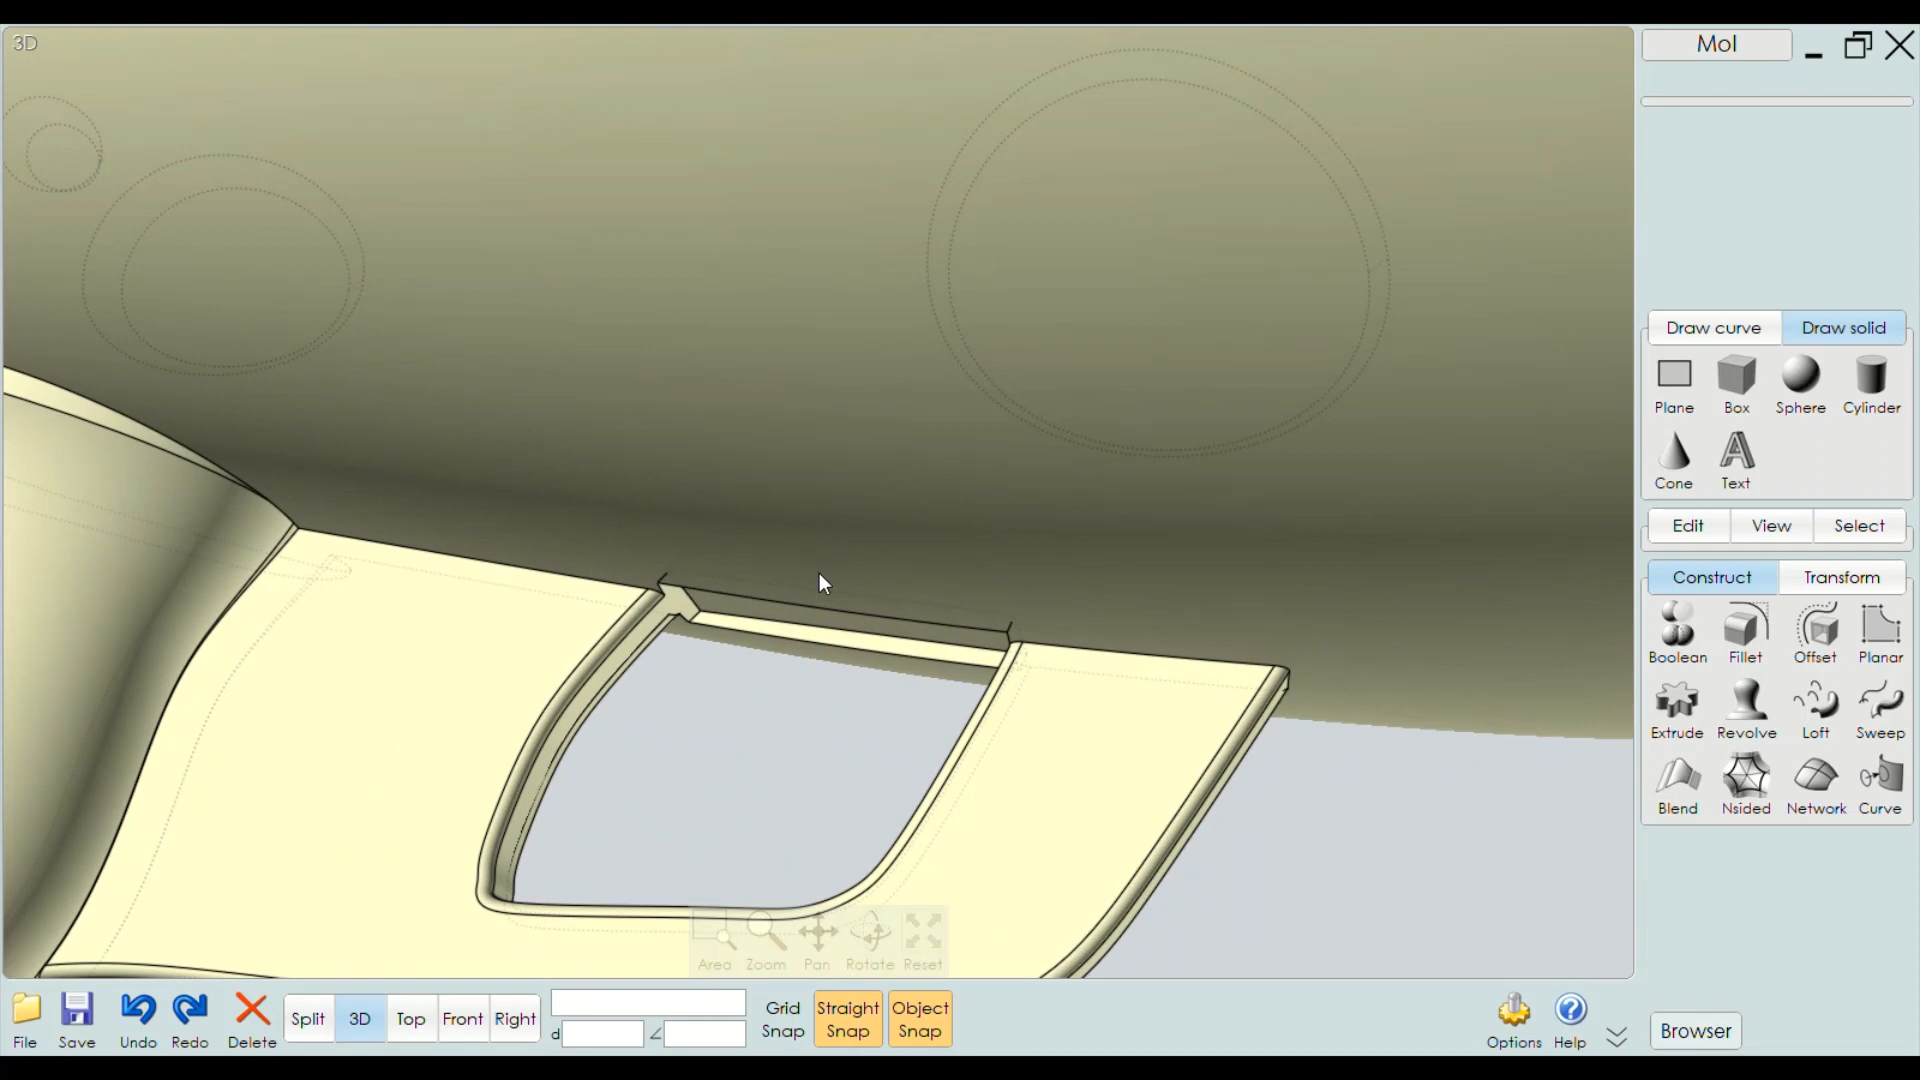 3D
MoI
Draw curve Draw solid
Plane Box Sphere Cylinder
Cone Text
Edit View Select
Construct Transform
Boolean Fillet Offset Planar
Extrude Revolve Loft Sweep
Blend Nsided Network Curve
Area Zoom Pan Rotate Reset
File Save Undo Redo Delete
Split 3D Top Front Right
d ∠
Grid Snap
Straight Snap
Object Snap
Options Help
Browser